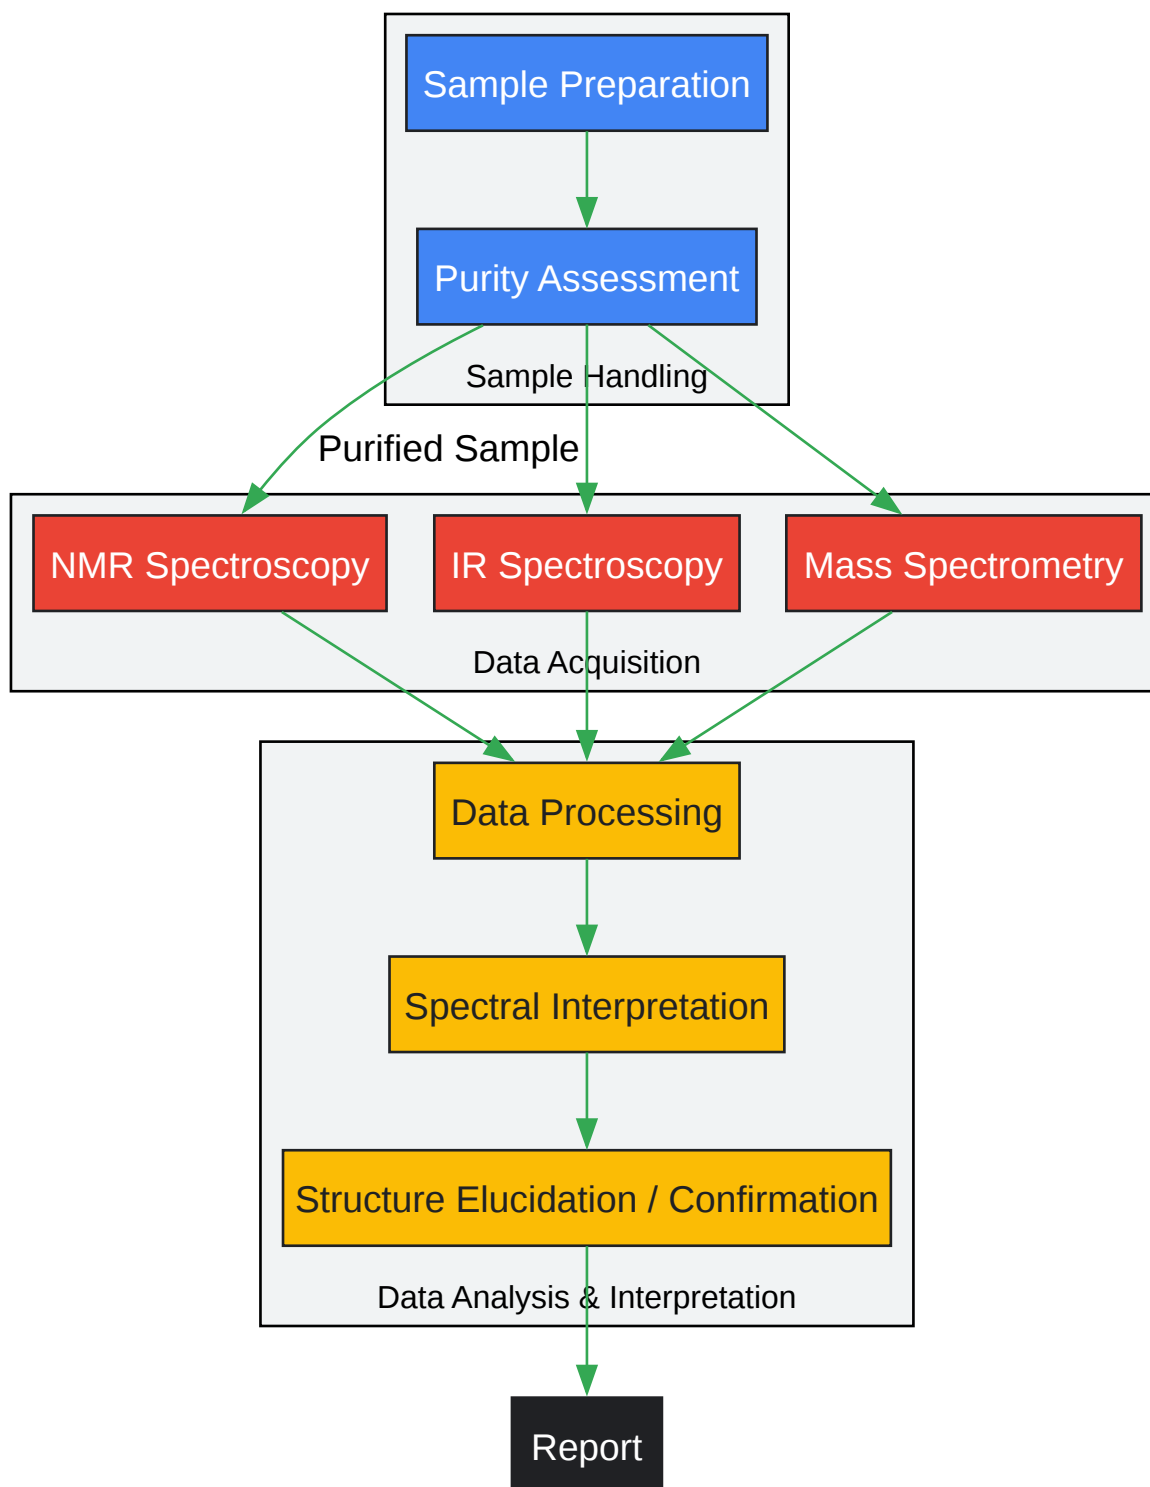 Sample Preparation
Purity Assessment
Sample Handling
Purified Sample
NMR Spectroscopy
IR Spectroscopy
Mass Spectrometry
Data Acquisition
Data Processing
Spectral Interpretation
Structure Elucidation / Confirmation
Data Analysis & Interpretation
Report